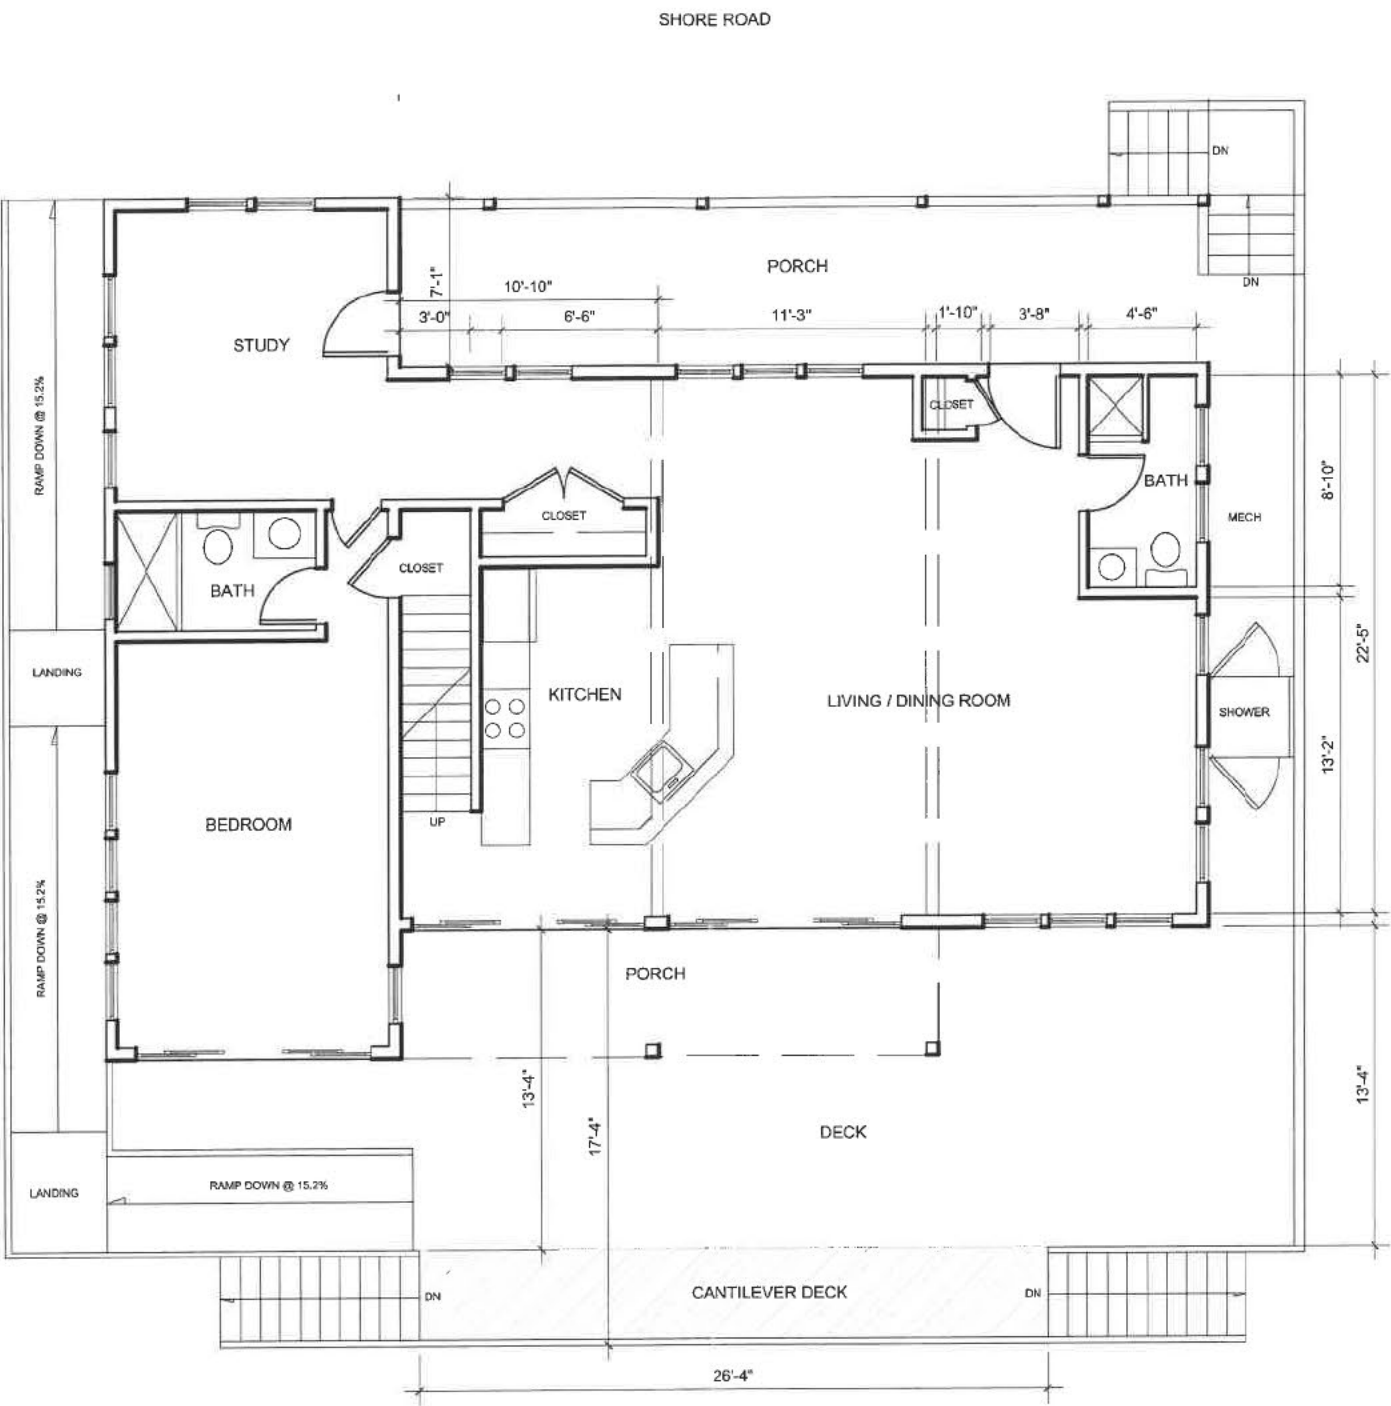 SHORE ROAD
DN
DN
PORCH
7'-1"
10'-10"
3'-0"
6'-6"
11'-3"
1'-10"
3'-8"
4'-6"
STUDY
RAMP DOWN @ 15.2%
CLOSET
BATH
8'-10"
MECH
CLOSET
CLOSET
BATH
22'-5"
LANDING
KITCHEN
LIVING / DINING ROOM
SHOWER
13'-2"
BEDROOM
UP
RAMP DOWN @ 15.2%
PORCH
13'-4"
17'-4"
13'-4"
DECK
LANDING
RAMP DOWN @ 15.2%
DN
CANTILEVER DECK
DN
26'-4"